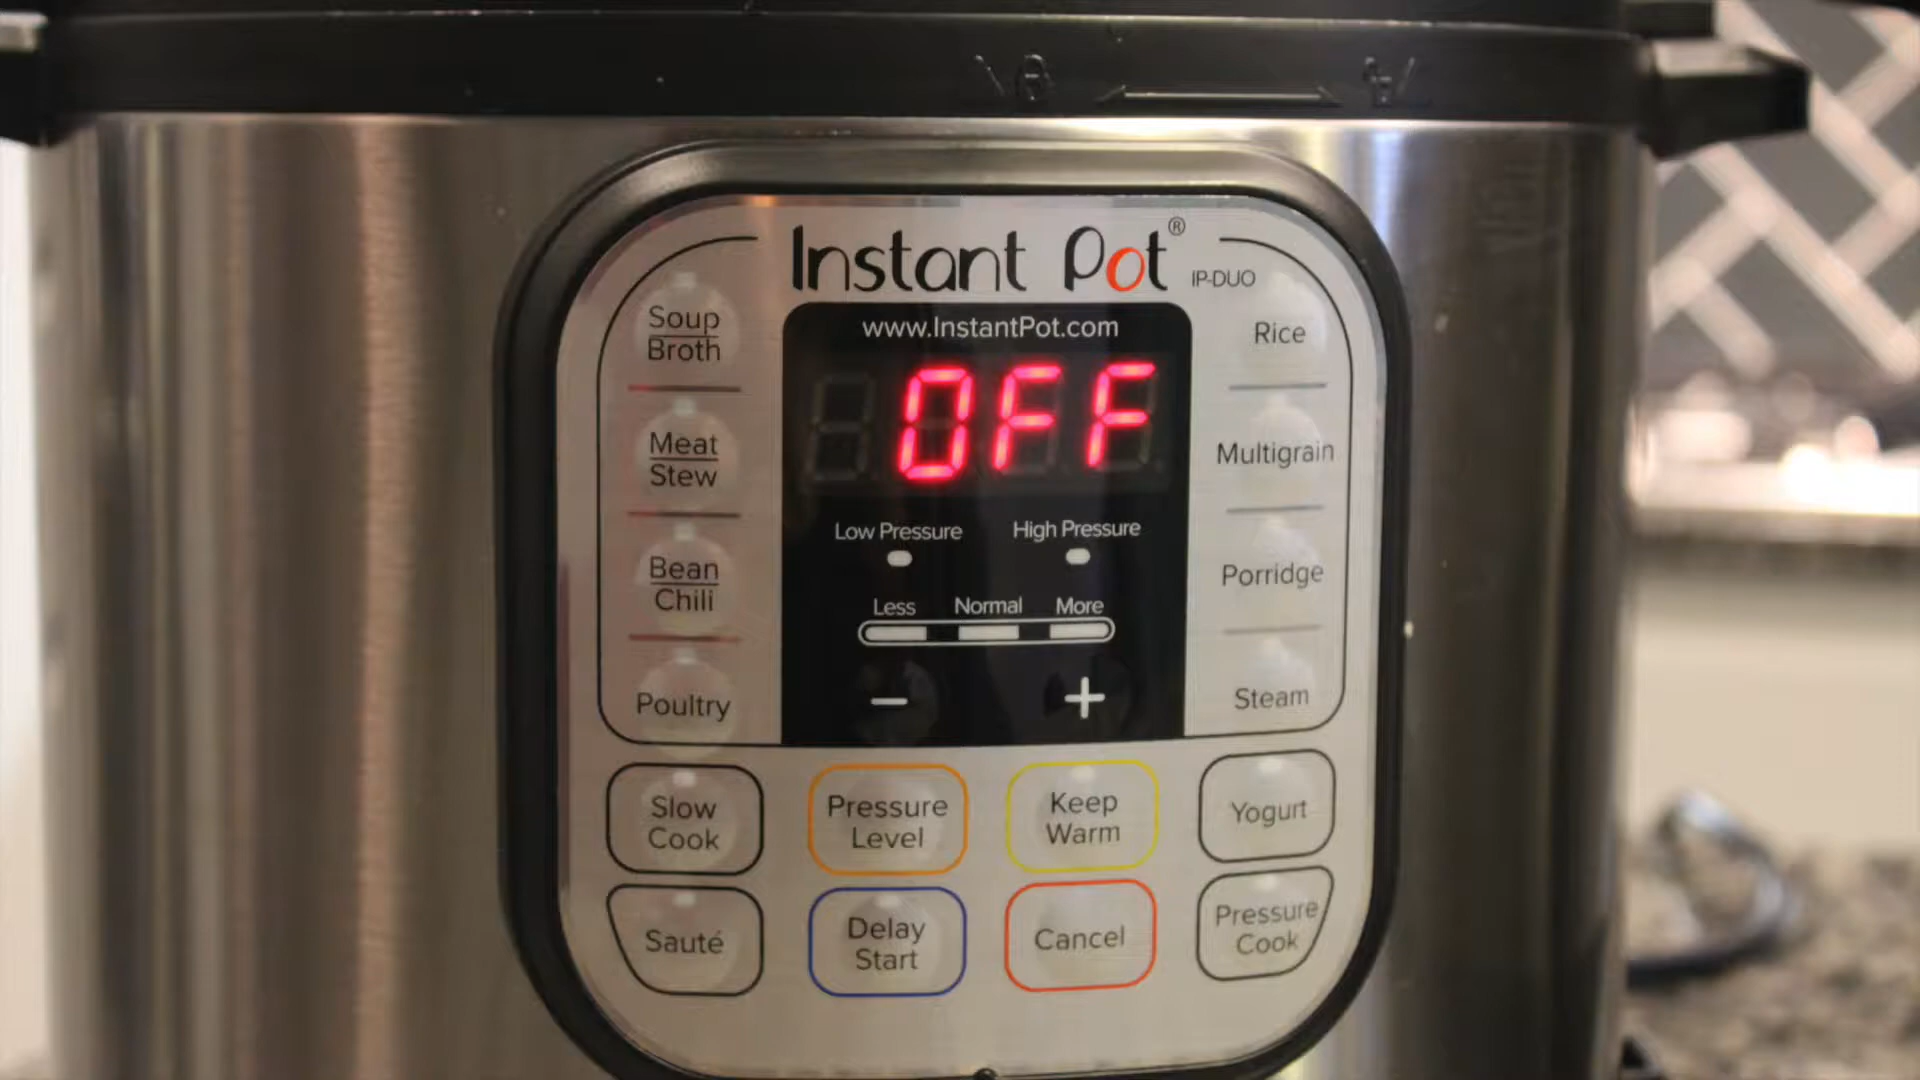 Instant Pot®
IP-DUO
www.InstantPot.com
OFF
Soup
Broth
Meat
Stew
Bean
Chili
Poultry
Low Pressure
High Pressure
Less
Normal
More
−
+
Rice
Multigrain
Porridge
Steam
Slow
Cook
Pressure
Level
Keep
Warm
Yogurt
Sauté
Delay
Start
Cancel
Pressure
Cook